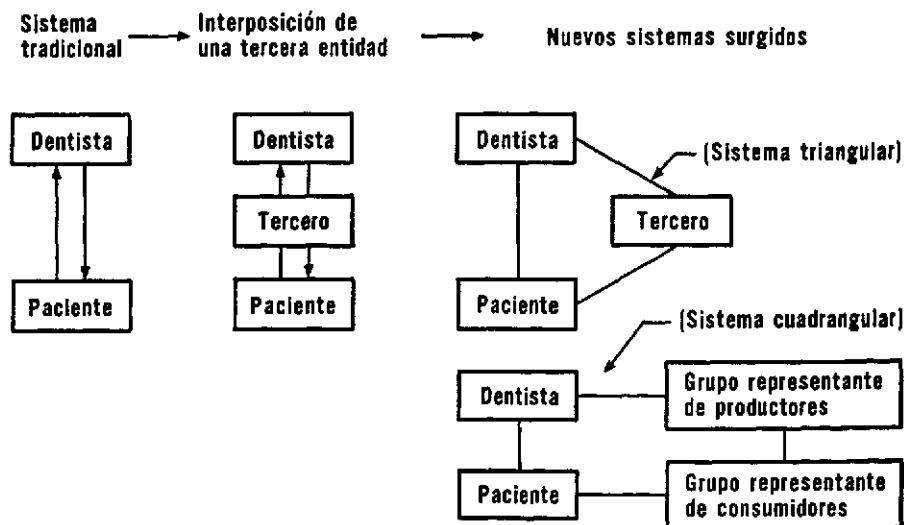 Sistema
tradicional
Interposición de
una tercera entidad
Nuevos sistemas surgidos
Dentista
Paciente
Dentista
Tercero
Paciente
Dentista
(Sistema triangular)
Tercero
Paciente
(Sistema cuadrangular)
Dentista
Grupo representante
de productores
Paciente
Grupo representante
de consumidores